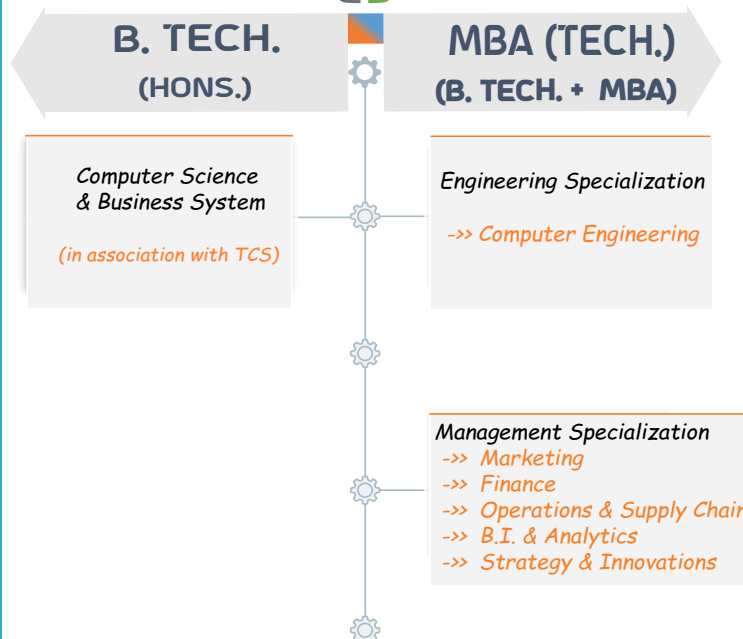 B. TECH.
(HONS.)
MBA (TECH.)
(B. TECH. + MBA)
Computer Science
& Business System
(in association with TCS)
Engineering Specialization
->> Computer Engineering
Management Specialization
->> Marketing
->> Finance
->> Operations & Supply Chain
->> B.I. & Analytics
->> Strategy & Innovations